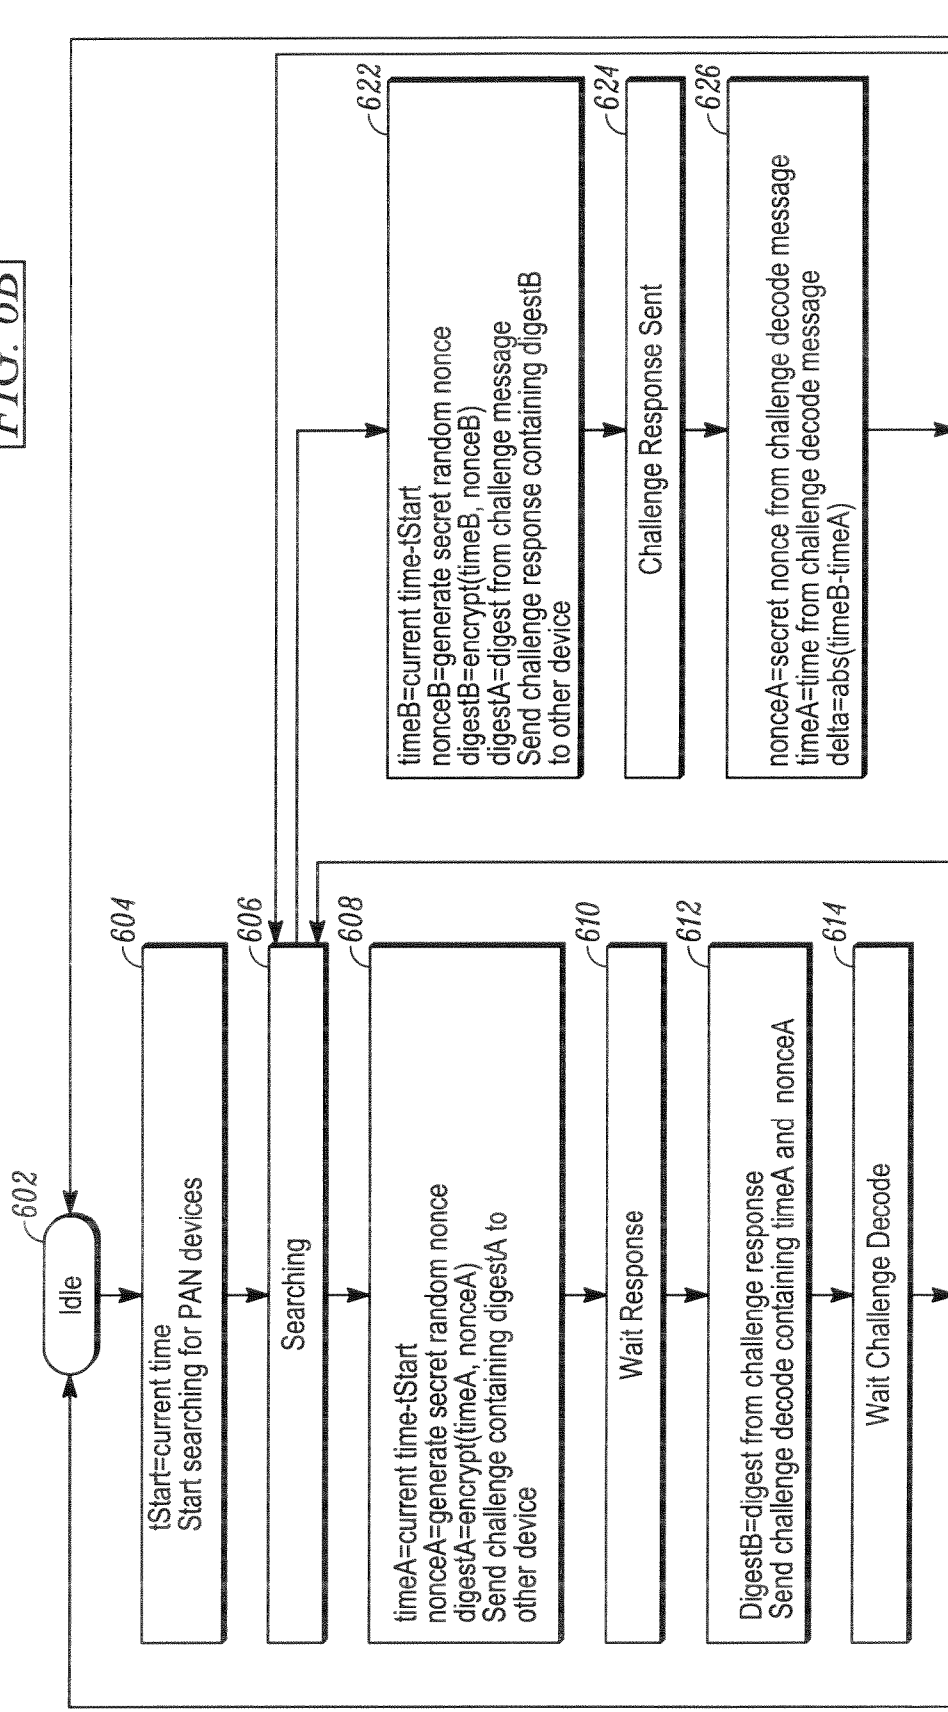 FIG. 6B
602
Idle
604
tStart=current time
Start searching for PAN devices
606
Searching
608
timeA=current time-tStart
nonceA=generate secret random nonce
digestA=encrypt(timeA, nonceA)
Send challenge containing digestA to
other device
610
Wait Response
612
DigestB=digest from challenge response
Send challenge decode containing timeA and nonceA
614
Wait Challenge Decode
622
timeB=current time-tStart
nonceB=generate secret random nonce
digestB=encrypt(timeB, nonceB)
digestA=digest from challenge message
Send challenge response containing digestB
to other device
624
Challenge Response Sent
626
nonceA=secret nonce from challenge decode message
timeA=time from challenge decode message
delta=abs(timeB-timeA)